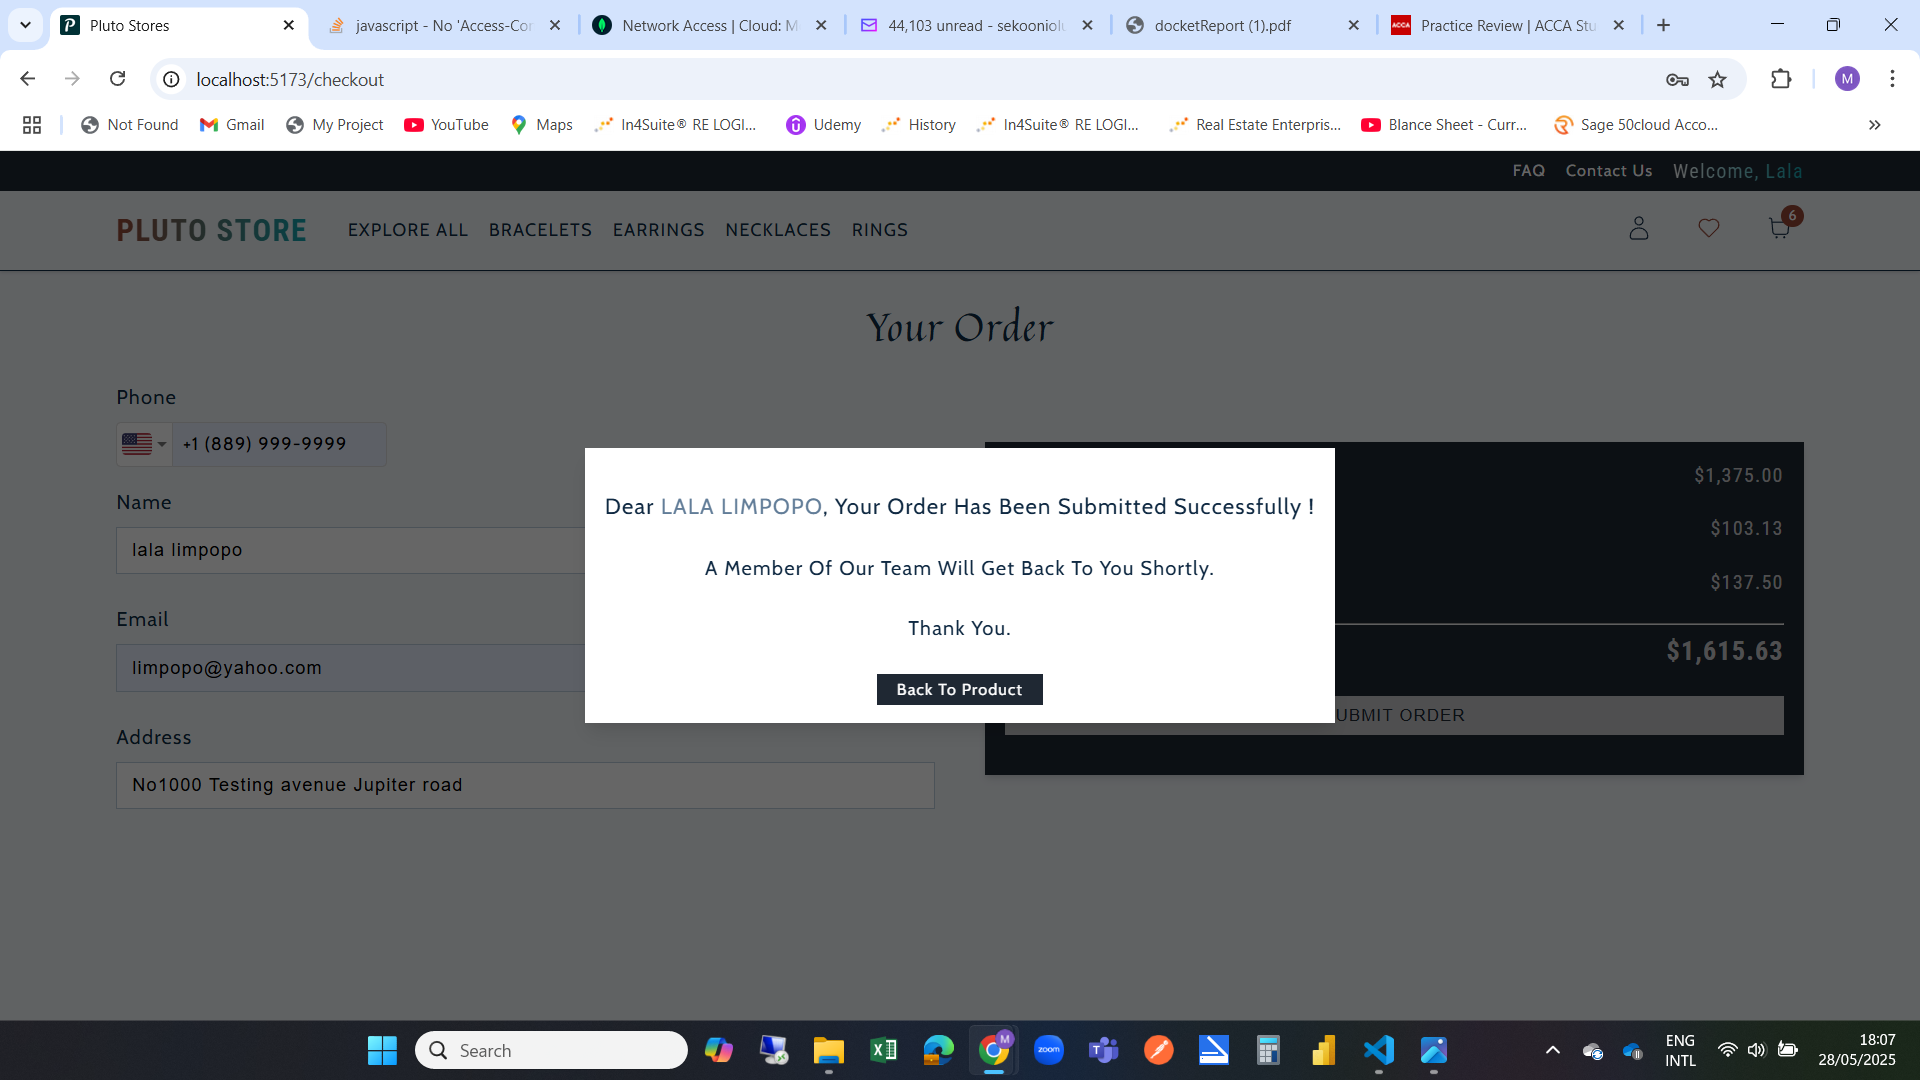 Pluto Stores
javascript - No 'Access-Cor
Network Access | Cloud: M
44,103 unread - sekooniolu
docketReport (1).pdf
Practice Review | ACCA Stu
localhost:5173/checkout
M
Not Found
Gmail
My Project
YouTube
Maps
In4Suite® RE LOGI...
Udemy
History
In4Suite® RE LOGI...
Real Estate Enterpris...
Blance Sheet - Curr...
Sage 50cloud Acco...
FAQ
Contact Us
Welcome, Lala
PLUTO STORE
EXPLORE ALL
BRACELETS
EARRINGS
NECKLACES
RINGS
6
Your Order
Phone
+1 (889) 999-9999
Name
lala limpopo
Email
limpopo@yahoo.com
Address
No1000 Testing avenue Jupiter road
Dear LALA LIMPOPO, Your Order Has Been Submitted Successfully !
A Member Of Our Team Will Get Back To You Shortly.
Thank You.
Back To Product
$1,375.00
$103.13
$137.50
$1,615.63
UBMIT ORDER
Search
M
zoom
ENG
INTL
18:07
28/05/2025